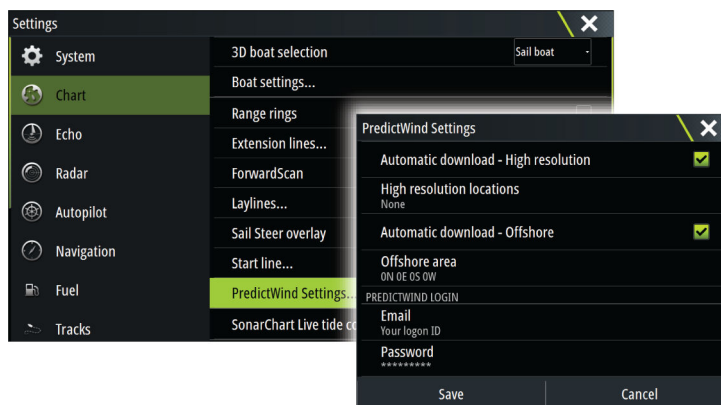 Settings
System
Chart
Echo
Radar
Autopilot
Navigation
Fuel
Tracks
3D boat selection
Sail boat
Boat settings...
Range rings
Extension lines...
ForwardScan
Laylines...
Sail Steer overlay
Start line...
PredictWind Settings...
SonarChart Live tide
PredictWind Settings
Automatic download - High resolution
High resolution locations
None
Automatic download - Offshore
Offshore area
0N 0E 0S 0W
PREDICTWIND LOGIN
Email
Your logon ID
Password
*********
Save
Cancel